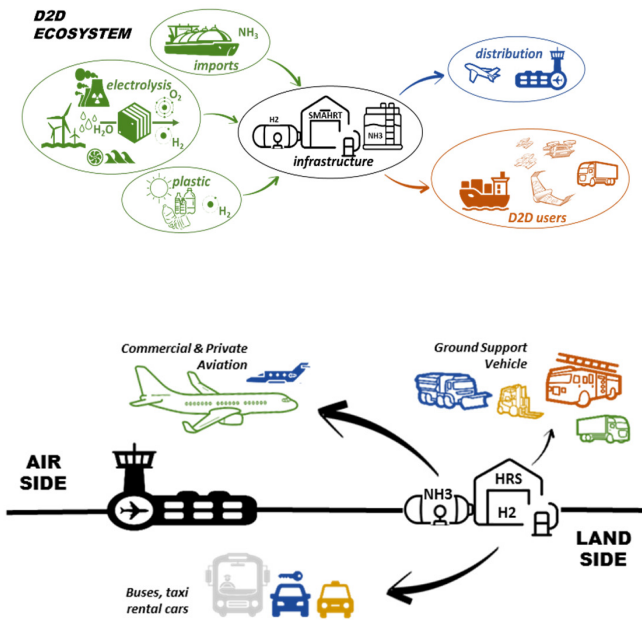 D2D
ECOSYSTEM
NH₃
imports
electrolysis
O₂
H₂O
H₂
plastic
H₂
H2
SMAHRT
NH3
infrastructure
distribution
D2D users
Commercial & Private
Aviation
Ground Support
Vehicle
AIR
SIDE
NH3
HRS
H2
LAND
SIDE
Buses, taxi
rental cars